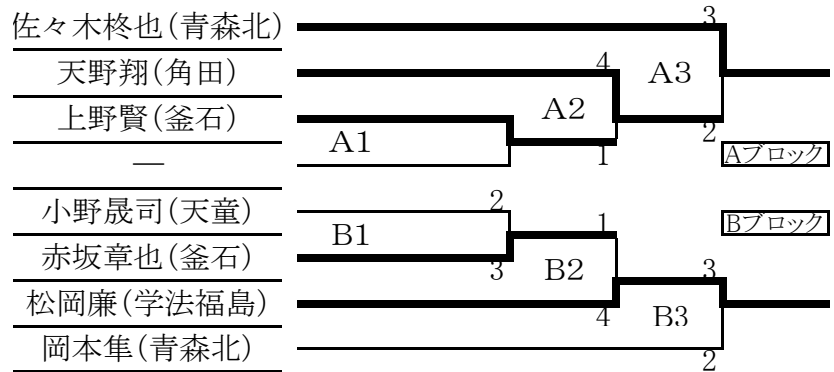 佐々木柊也(青森北)
3
天野翔(角田)
4
A3
上野賢(釜石)
A2
A1
2
―
1
Aブロック
小野晟司(天童)
2
1
Bブロック
B1
赤坂章也(釜石)
3
B2
3
松岡廉(学法福島)
4
B3
岡本隼(青森北)
2